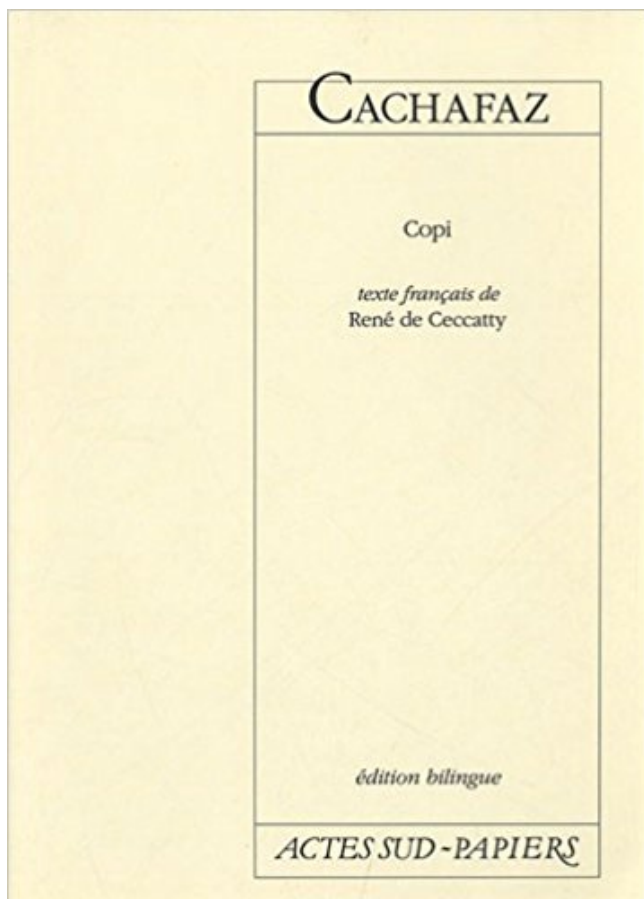 CACHAFAZ
Copi
texte français de
René de Ceccatty
édition bilingue
ACTES SUD ~ PAPIERS